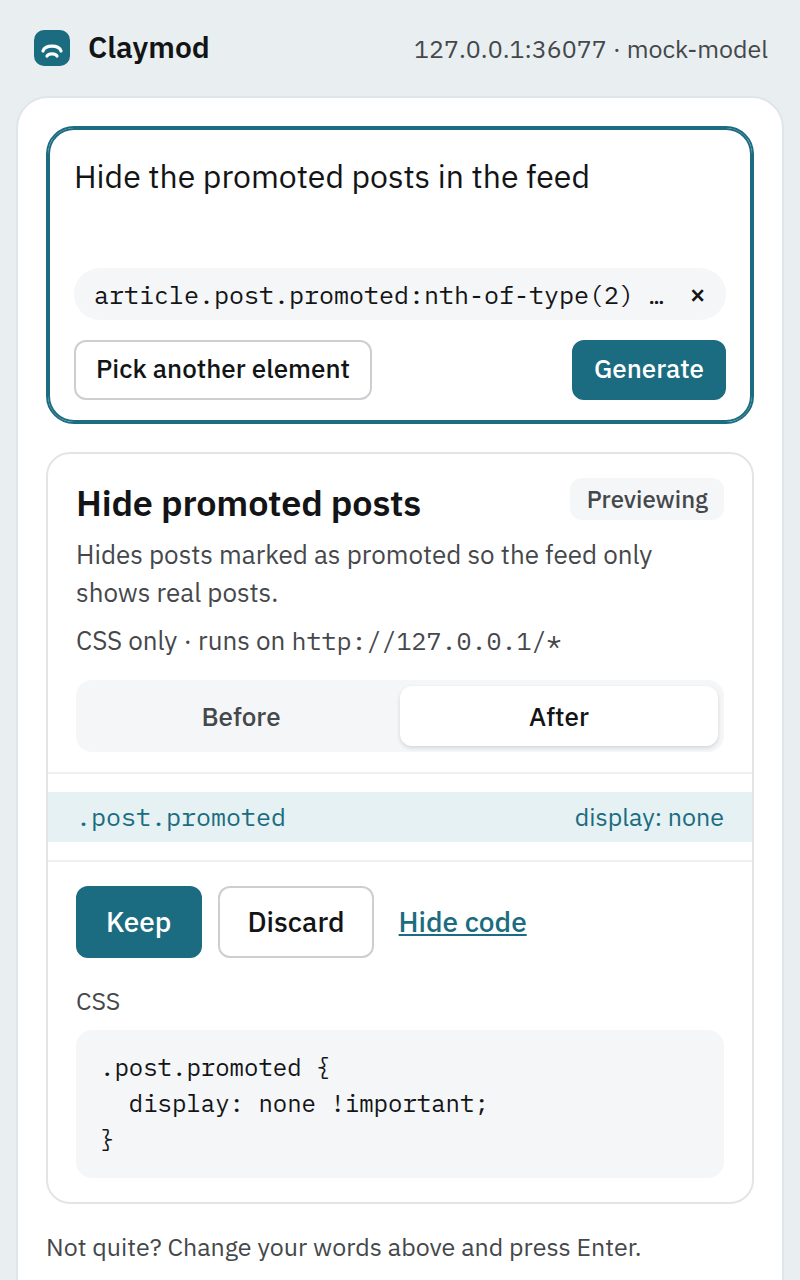 Claymod
127.0.0.1:36077 · mock-model
Hide the promoted posts in the feed
article.post.promoted:nth-of-type(2) … ×
Pick another element
Generate
Hide promoted posts
Previewing
Hides posts marked as promoted so the feed only
shows real posts.
CSS only · runs on http://127.0.0.1/*
Before
After
.post.promoted
display: none
Keep
Discard
Hide code
CSS
.post.promoted {
  display: none !important;
}
Not quite? Change your words above and press Enter.